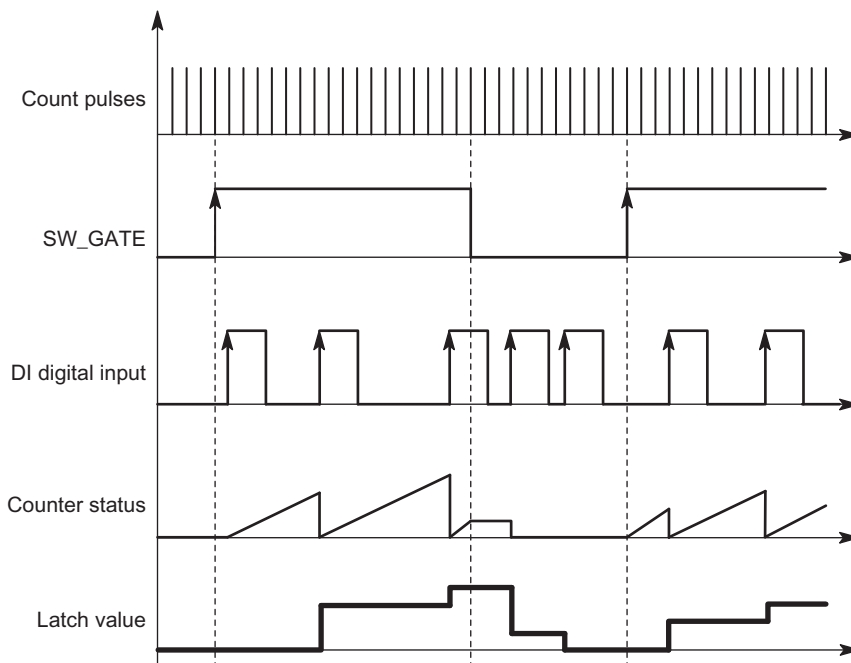 Count pulses
SW_GATE
DI digital input
Counter status
Latch value